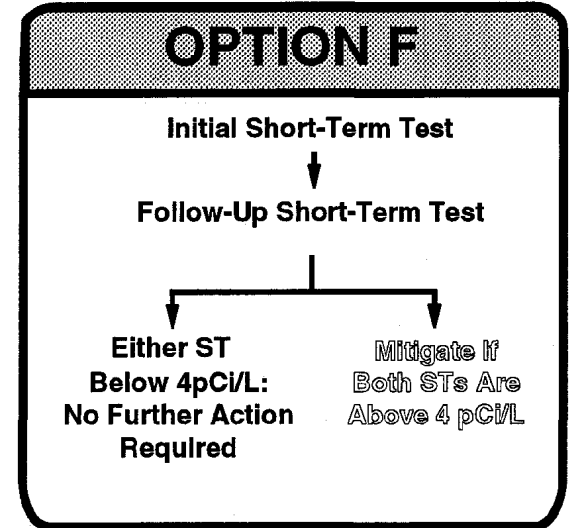 OPTION F
Initial Short-Term Test
Follow-Up Short-Term Test
Either ST
Below 4pCi/L:
No Further Action
Required
Mitigate If
Both STs Are
Above 4 pCi/L